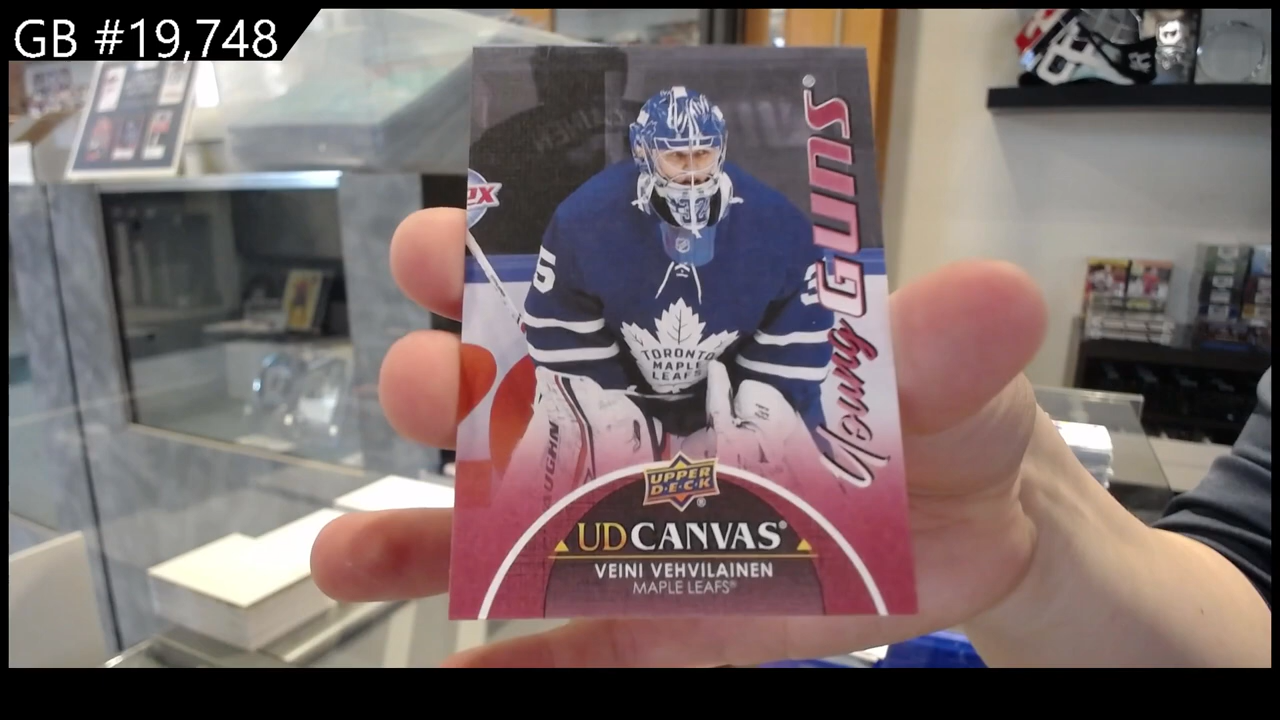 GB #19,748
Young GUNS
TORONTO
MAPLE
LEAFS
UPPER
DECK®
UD CANVAS®
VEINI VEHVILAINEN
MAPLE LEAFS®